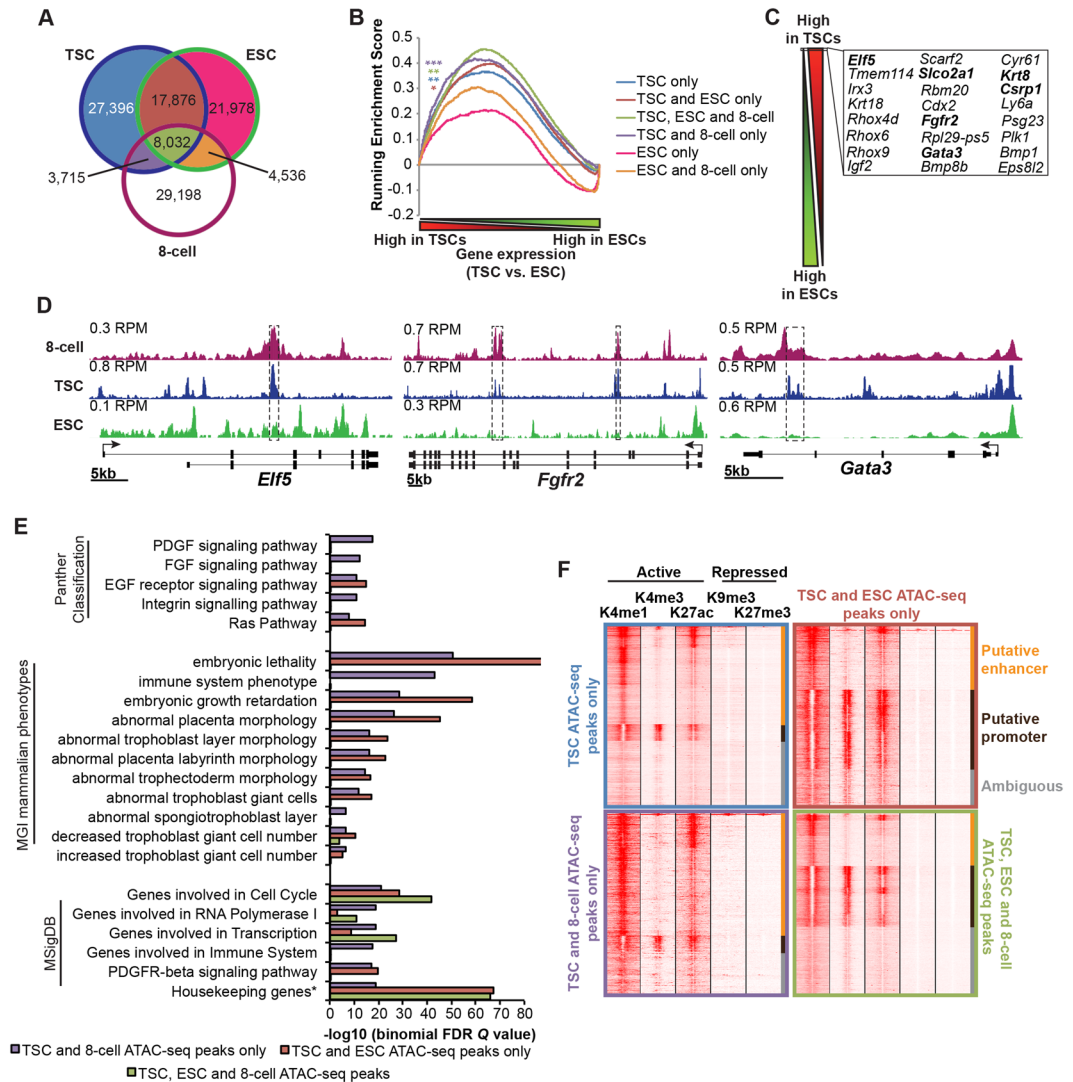 A
TSC
ESC
27,396
17,876
21,978
8,032
3,715
4,536
29,198
8-cell
B
Running Enrichment Score
0.5
0.4
0.3
0.2
0.1
0
-0.1
-0.2
***
**
**
*
TSC only
TSC and ESC only
TSC, ESC and 8-cell
TSC and 8-cell only
ESC only
ESC and 8-cell only
High in TSCs
High in ESCs
Gene expression
(TSC vs. ESC)
C
High
in TSCs
Elf5 Scarf2 Cyr61
Tmem114 Slco2a1 Krt8
Irx3 Rbm20 Csrp1
Krt18 Cdx2 Ly6a
Rhox4d Fgfr2 Psg23
Rhox6 Rpl29-ps5 Plk1
Rhox9 Gata3 Bmp1
Igf2 Bmp8b Eps8l2
High
in ESCs
D
8-cell
TSC
ESC
0.3 RPM
0.8 RPM
0.1 RPM
5kb
Elf5
0.7 RPM
0.7 RPM
0.3 RPM
5kb
Fgfr2
0.5 RPM
0.5 RPM
0.6 RPM
5kb
Gata3
E
Panther
Classification
PDGF signaling pathway
FGF signaling pathway
EGF receptor signaling pathway
Integrin signalling pathway
Ras Pathway
MGI mammalian phenotypes
embryonic lethality
immune system phenotype
embryonic growth retardation
abnormal placenta morphology
abnormal trophoblast layer morphology
abnormal placenta labyrinth morphology
abnormal trophectoderm morphology
abnormal trophoblast giant cells
abnormal spongiotrophoblast layer
decreased trophoblast giant cell number
increased trophoblast giant cell number
MSigDB
Genes involved in Cell Cycle
Genes involved in RNA Polymerase I
Genes involved in Transcription
Genes involved in Immune System
PDGFR-beta signaling pathway
Housekeeping genes*
0 10 20 30 40 50 60 70 80
-log10 (binomial FDR Q value)
TSC and 8-cell ATAC-seq peaks only
TSC and ESC ATAC-seq peaks only
TSC, ESC and 8-cell ATAC-seq peaks
F
Active
Repressed
K4me3 K9me3
K4me1 K27ac K27me3
TSC and ESC ATAC-seq
peaks only
TSC ATAC-seq
peaks only
Putative
enhancer
Putative
promoter
Ambiguous
TSC and 8-cell ATAC-seq
peaks only
TSC, ESC and 8-cell
ATAC-seq peaks